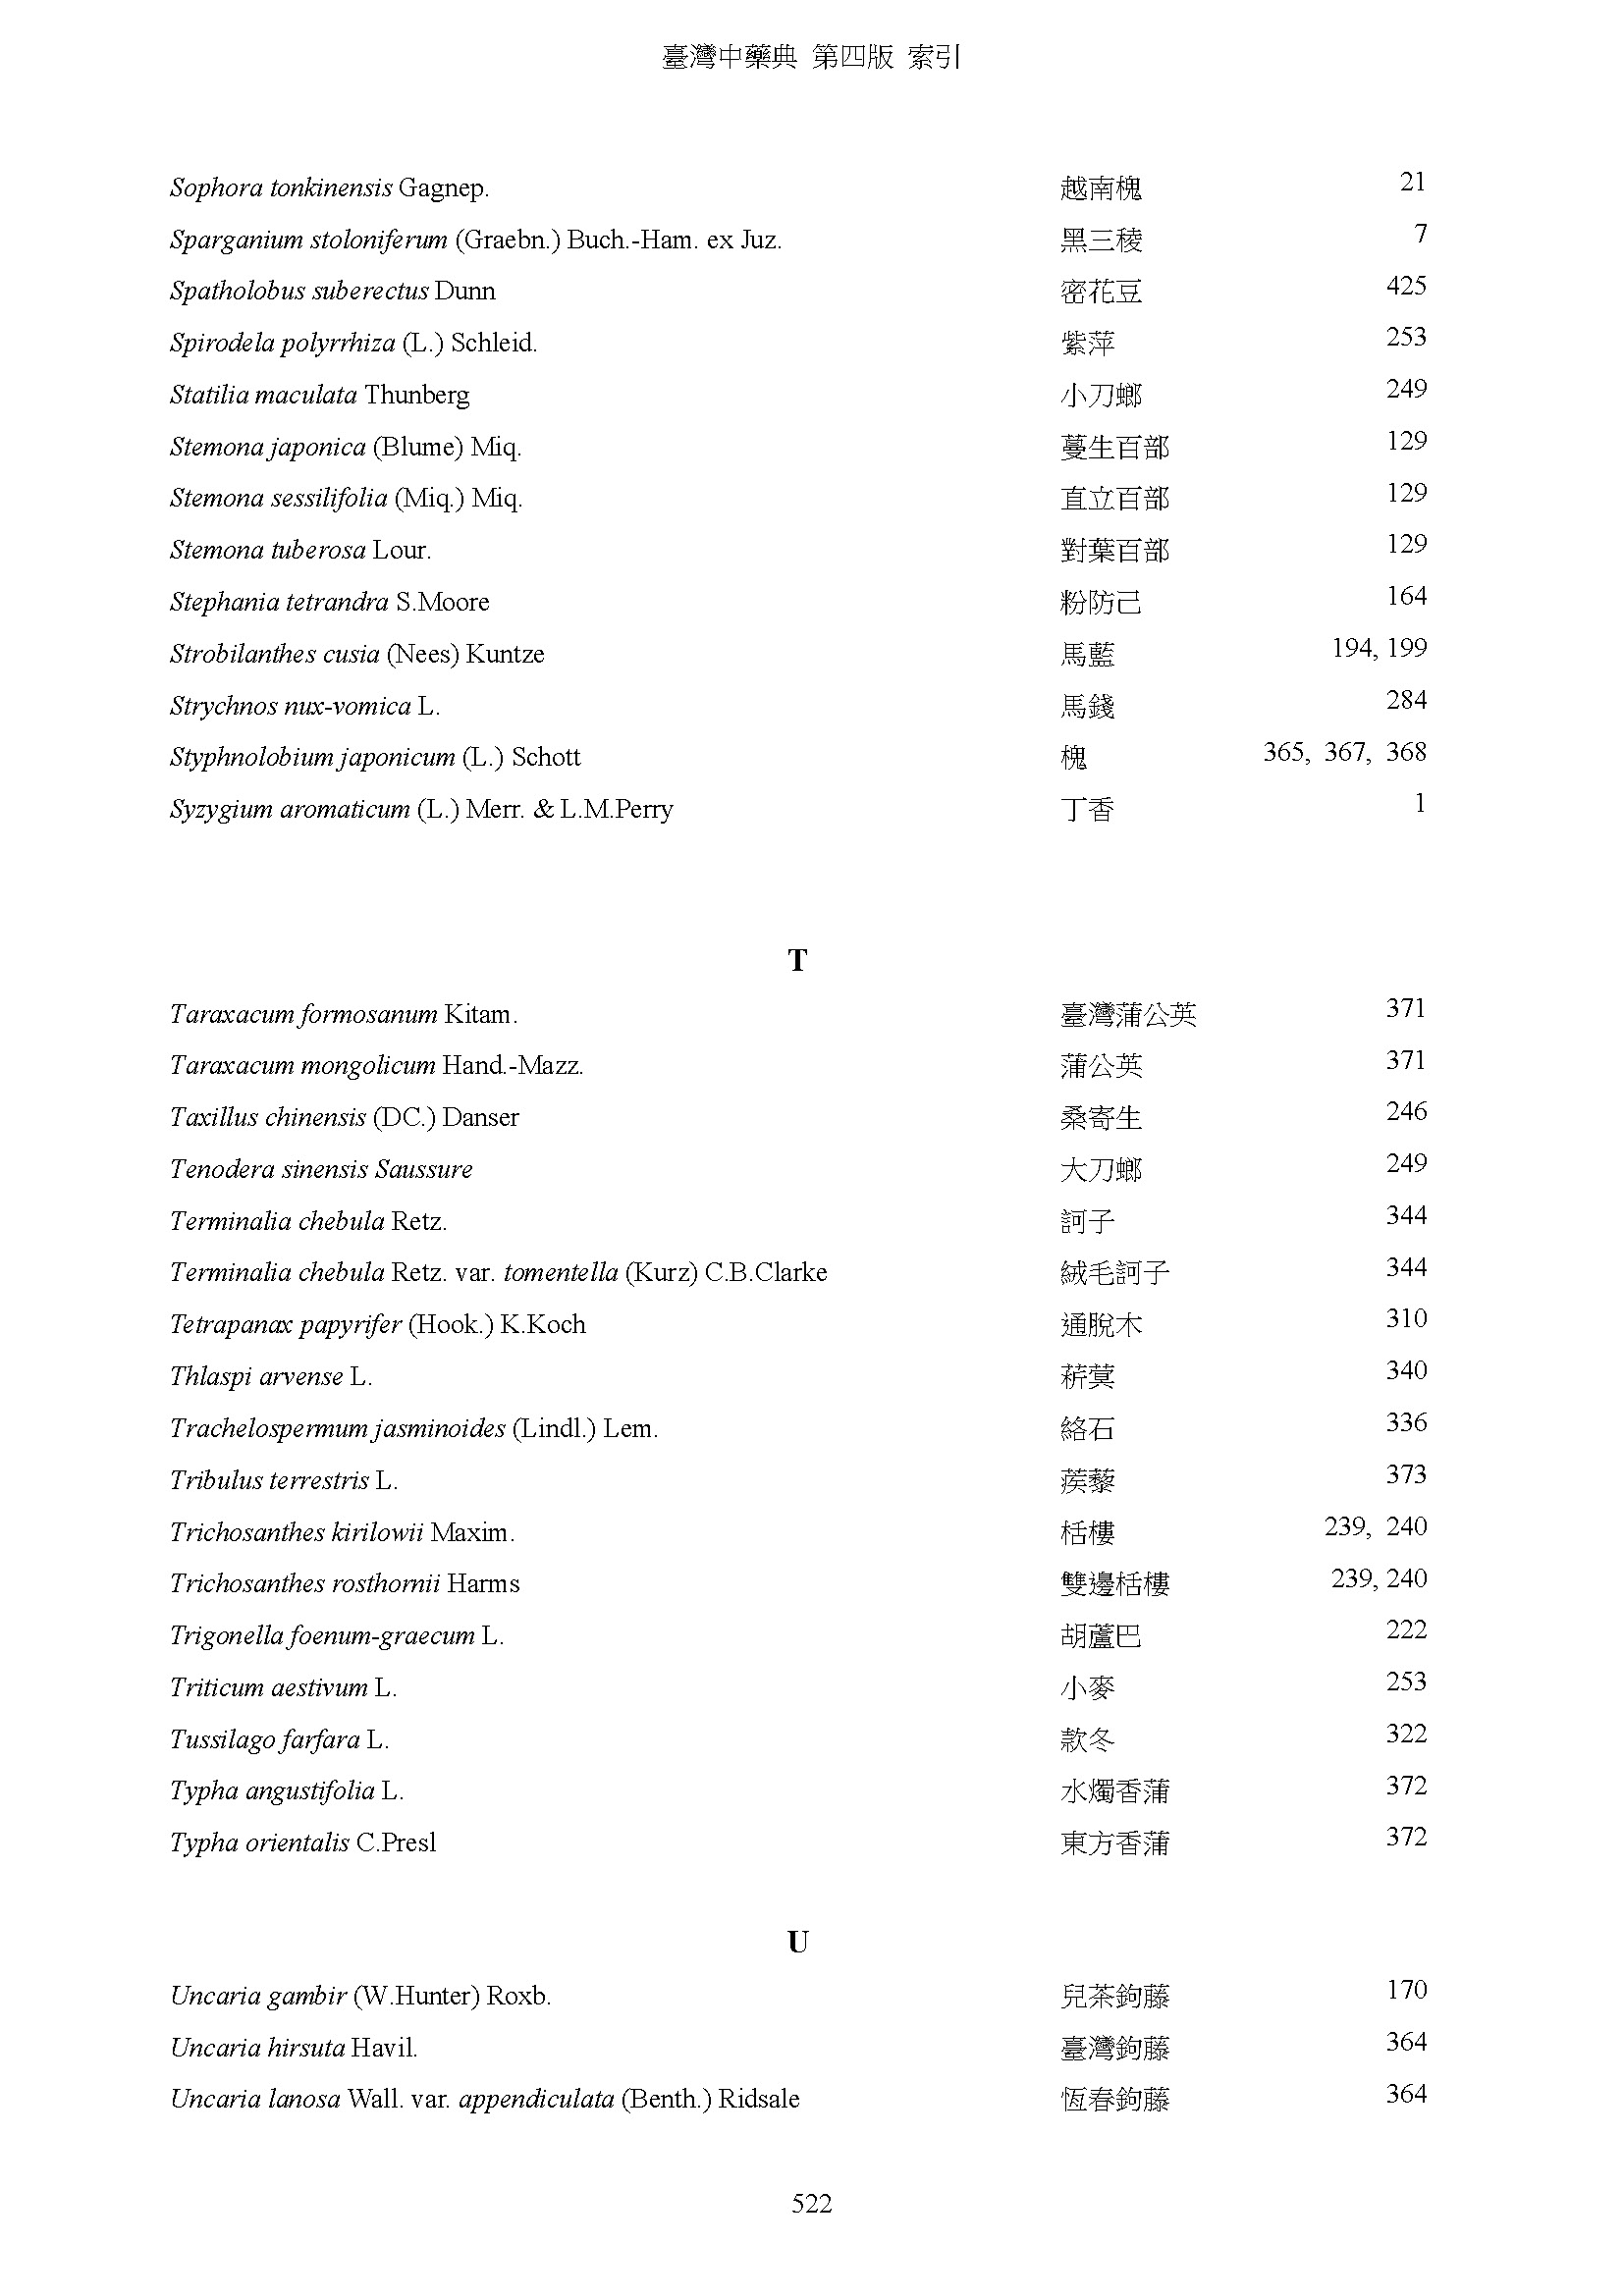 臺灣中藥典 第四版 索引
Sophora tonkinensis Gagnep. 越南槐 21
Sparganium stoloniferum (Graebn.) Buch.-Ham. ex Juz. 黑三稜 7
Spatholobus suberectus Dunn 密花豆 425
Spirodela polyrrhiza (L.) Schleid. 紫萍 253
Statilia maculata Thunberg 小刀螂 249
Stemona japonica (Blume) Miq. 蔓生百部 129
Stemona sessilifolia (Miq.) Miq. 直立百部 129
Stemona tuberosa Lour. 對葉百部 129
Stephania tetrandra S.Moore 粉防己 164
Strobilanthes cusia (Nees) Kuntze 馬藍 194, 199
Strychnos nux-vomica L. 馬錢 284
Styphnolobium japonicum (L.) Schott 槐 365, 367, 368
Syzygium aromaticum (L.) Merr. & L.M.Perry 丁香 1
T
Taraxacum formosanum Kitam. 臺灣蒲公英 371
Taraxacum mongolicum Hand.-Mazz. 蒲公英 371
Taxillus chinensis (DC.) Danser 桑寄生 246
Tenodera sinensis Saussure 大刀螂 249
Terminalia chebula Retz. 訶子 344
Terminalia chebula Retz. var. tomentella (Kurz) C.B.Clarke 絨毛訶子 344
Tetrapanax papyrifer (Hook.) K.Koch 通脫木 310
Thlaspi arvense L. 菥蓂 340
Trachelospermum jasminoides (Lindl.) Lem. 絡石 336
Tribulus terrestris L. 蒺藜 373
Trichosanthes kirilowii Maxim. 栝樓 239, 240
Trichosanthes rosthornii Harms 雙邊栝樓 239, 240
Trigonella foenum-graecum L. 胡蘆巴 222
Triticum aestivum L. 小麥 253
Tussilago farfara L. 款冬 322
Typha angustifolia L. 水燭香蒲 372
Typha orientalis C.Presl 東方香蒲 372
U
Uncaria gambir (W.Hunter) Roxb. 兒茶鉤藤 170
Uncaria hirsuta Havil. 臺灣鉤藤 364
Uncaria lanosa Wall. var. appendiculata (Benth.) Ridsale 恆春鉤藤 364
522